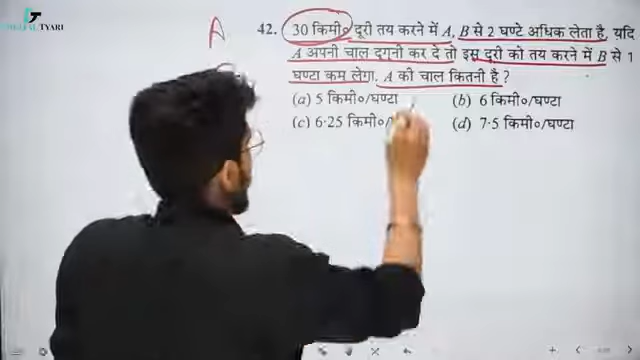 A
42. 30 किमी० दूरी तय करने में A, B से 2 घण्टे अधिक लेता है, यदि
A अपनी चाल दूगनी कर दे तो इस दूरी को तय करने में B से 1
घण्टा कम लेगा, A की चाल कितनी है ?
(a) 5 किमी०/घण्टा (b) 6 किमी०/घण्टा
(c) 6·25 किमी०/ (d) 7·5 किमी०/घण्टा